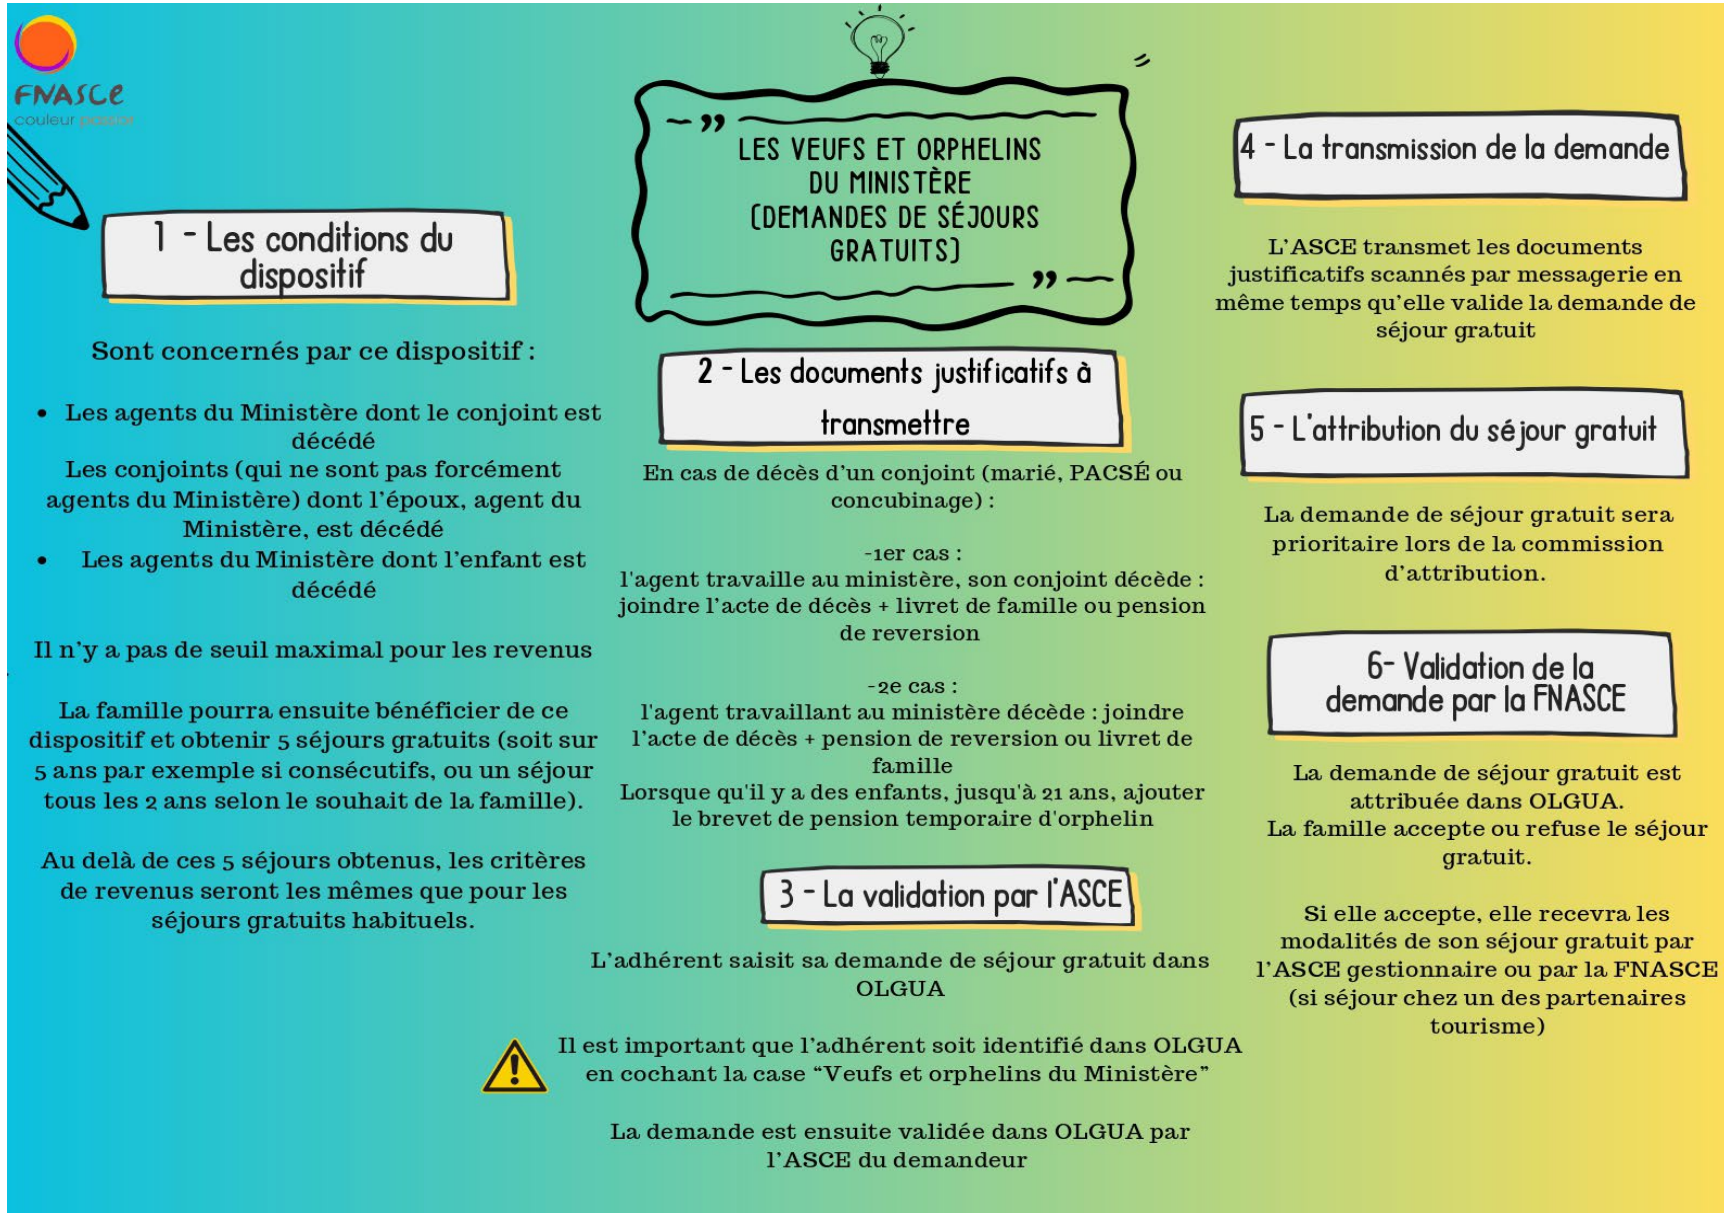 FNASCE
couleur passion
LES VEUFS ET ORPHELINS
DU MINISTÈRE
(DEMANDES DE SÉJOURS
GRATUITS)
1 - Les conditions du
dispositif
Sont concernés par ce dispositif :
• Les agents du Ministère dont le conjoint est
décédé
Les conjoints (qui ne sont pas forcément
agents du Ministère) dont l'époux, agent du
Ministère, est décédé
• Les agents du Ministère dont l'enfant est
décédé
Il n'y a pas de seuil maximal pour les revenus
La famille pourra ensuite bénéficier de ce
dispositif et obtenir 5 séjours gratuits (soit sur
5 ans par exemple si consécutifs, ou un séjour
tous les 2 ans selon le souhait de la famille).
Au delà de ces 5 séjours obtenus, les critères
de revenus seront les mêmes que pour les
séjours gratuits habituels.
2 - Les documents justificatifs à
transmettre
En cas de décès d'un conjoint (marié, PACSÉ ou
concubinage) :
-1er cas :
l'agent travaille au ministère, son conjoint décède :
joindre l'acte de décès + livret de famille ou pension
de reversion
-2e cas :
l'agent travaillant au ministère décède : joindre
l'acte de décès + pension de reversion ou livret de
famille
Lorsque qu'il y a des enfants, jusqu'à 21 ans, ajouter
le brevet de pension temporaire d'orphelin
3 - La validation par l'ASCE
L'adhérent saisit sa demande de séjour gratuit dans
OLGUA
Il est important que l'adhérent soit identifié dans OLGUA
en cochant la case “Veufs et orphelins du Ministère”
La demande est ensuite validée dans OLGUA par
l'ASCE du demandeur
4 - La transmission de la demande
L'ASCE transmet les documents
justificatifs scannés par messagerie en
même temps qu'elle valide la demande de
séjour gratuit
5 - L'attribution du séjour gratuit
La demande de séjour gratuit sera
prioritaire lors de la commission
d'attribution.
6- Validation de la
demande par la FNASCE
La demande de séjour gratuit est
attribuée dans OLGUA.
La famille accepte ou refuse le séjour
gratuit.
Si elle accepte, elle recevra les
modalités de son séjour gratuit par
l'ASCE gestionnaire ou par la FNASCE
(si séjour chez un des partenaires
tourisme)